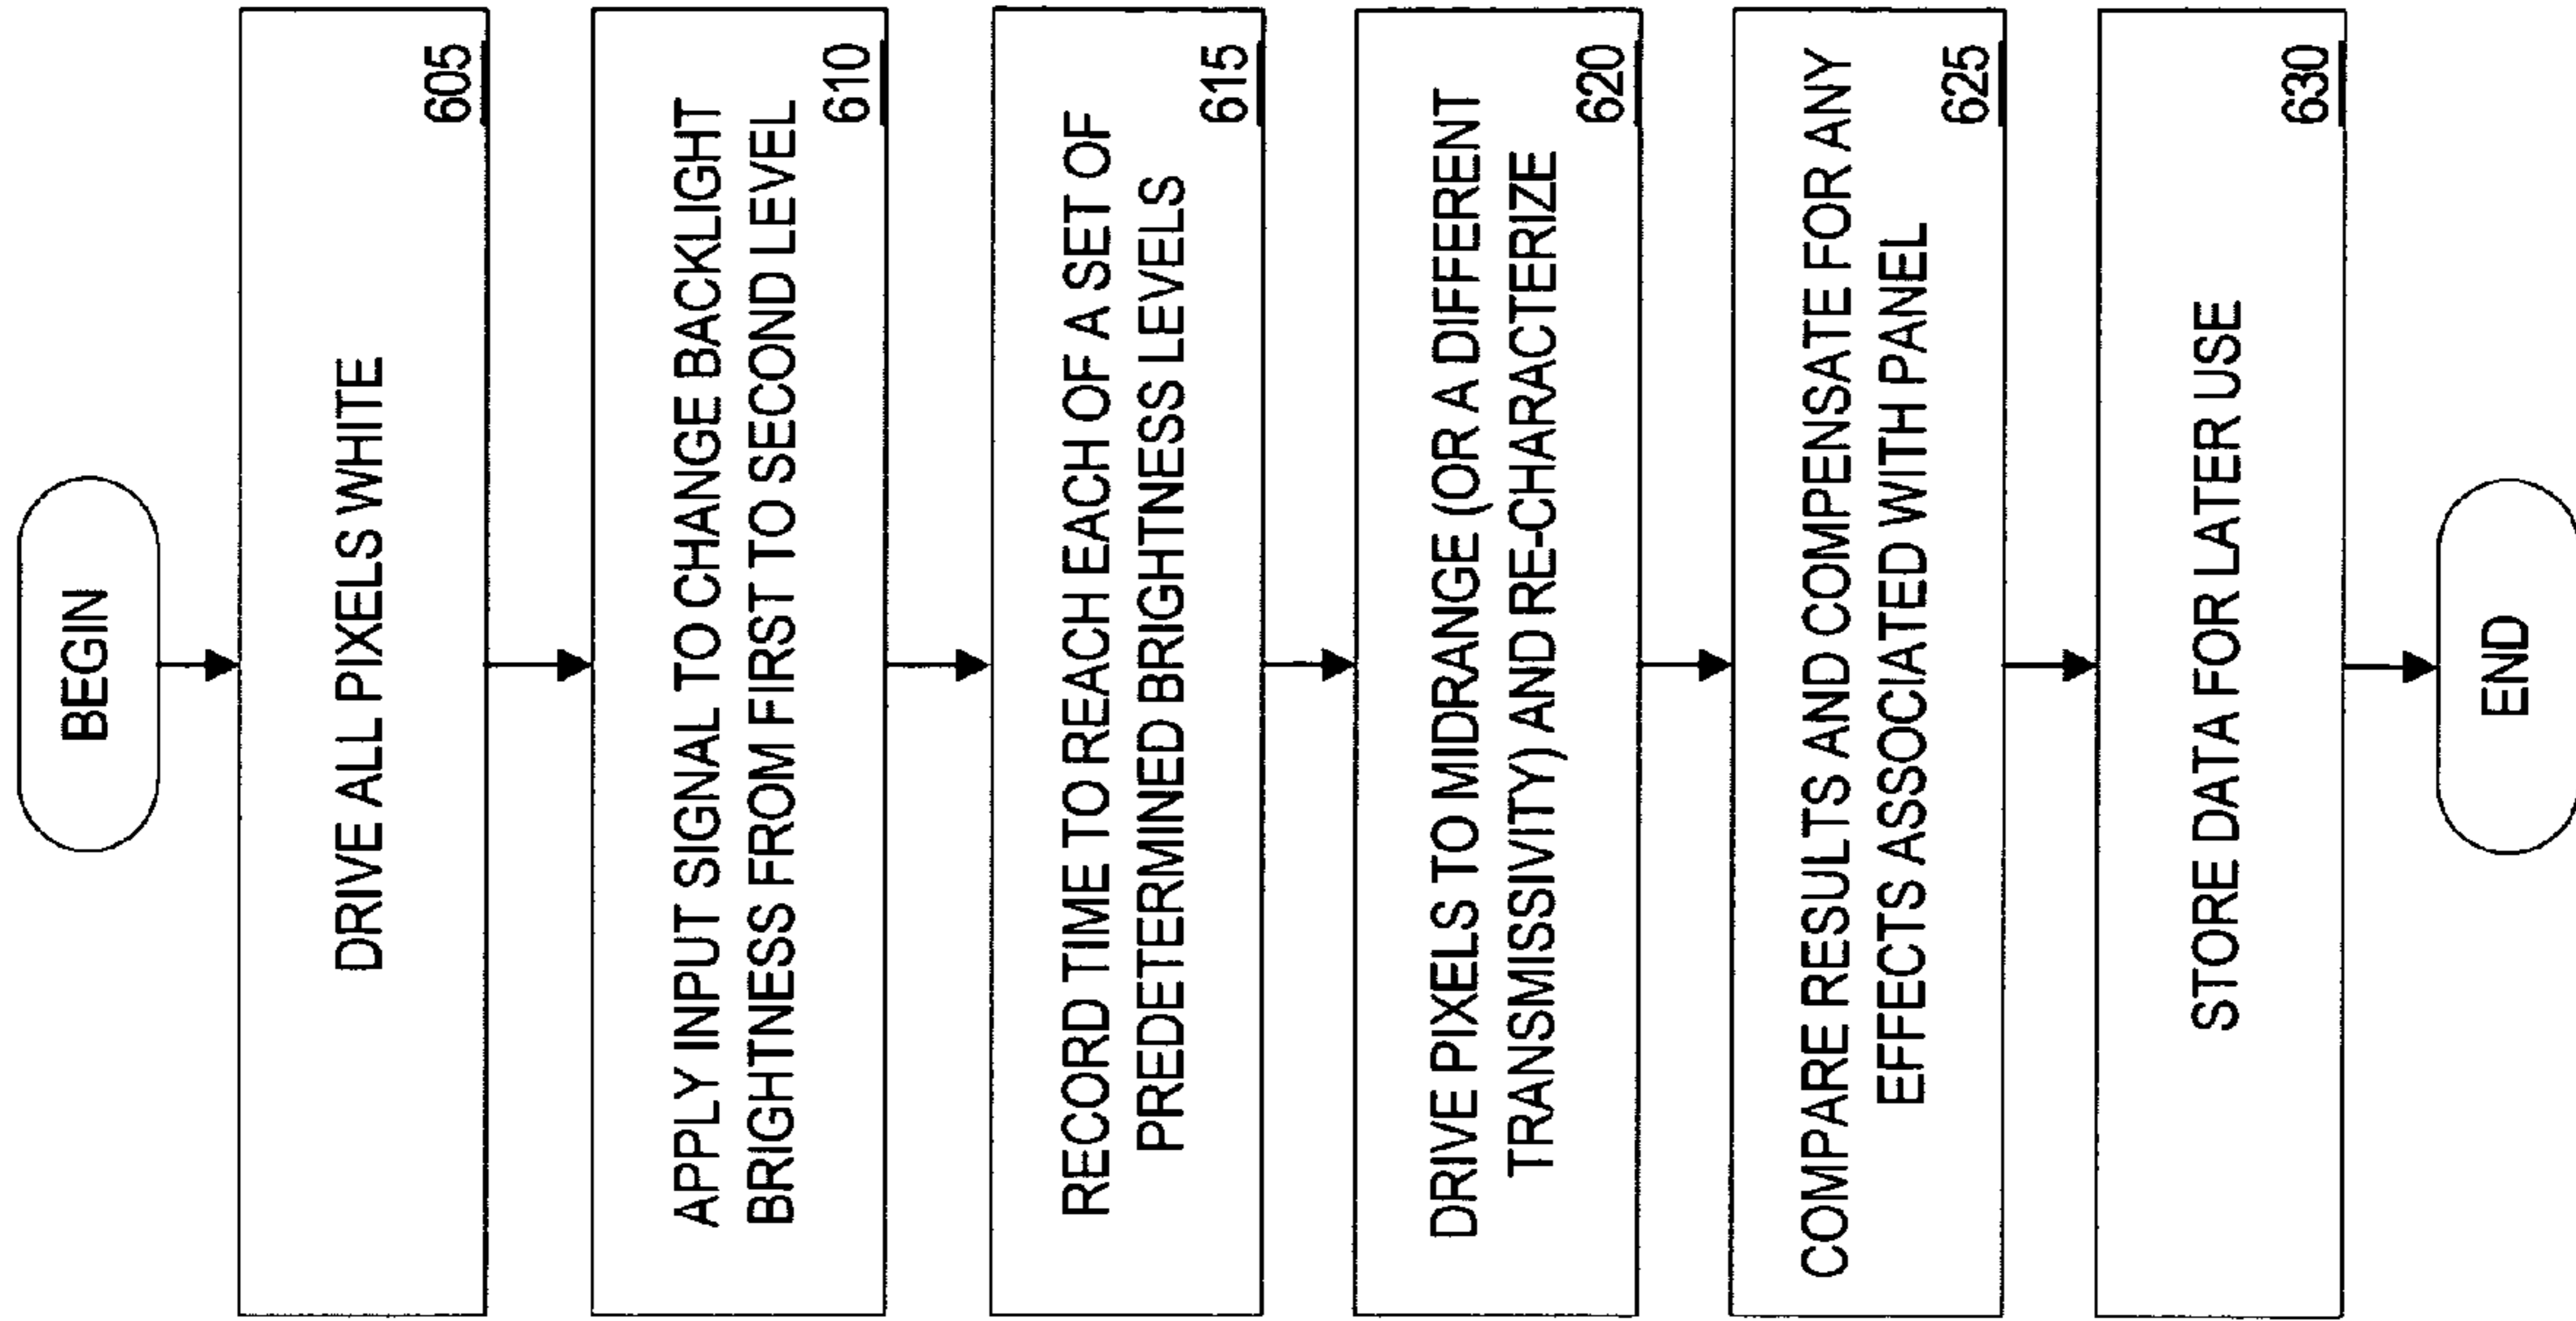 BEGIN
DRIVE ALL PIXELS WHITE
605
APPLY INPUT SIGNAL TO CHANGE BACKLIGHT
BRIGHTNESS FROM FIRST TO SECOND LEVEL
610
RECORD TIME TO REACH EACH OF A SET OF
PREDETERMINED BRIGHTNESS LEVELS
615
DRIVE PIXELS TO MIDRANGE (OR A DIFFERENT
TRANSMISSIVITY) AND RE-CHARACTERIZE
620
COMPARE RESULTS AND COMPENSATE FOR ANY
EFFECTS ASSOCIATED WITH PANEL
625
STORE DATA FOR LATER USE
630
END